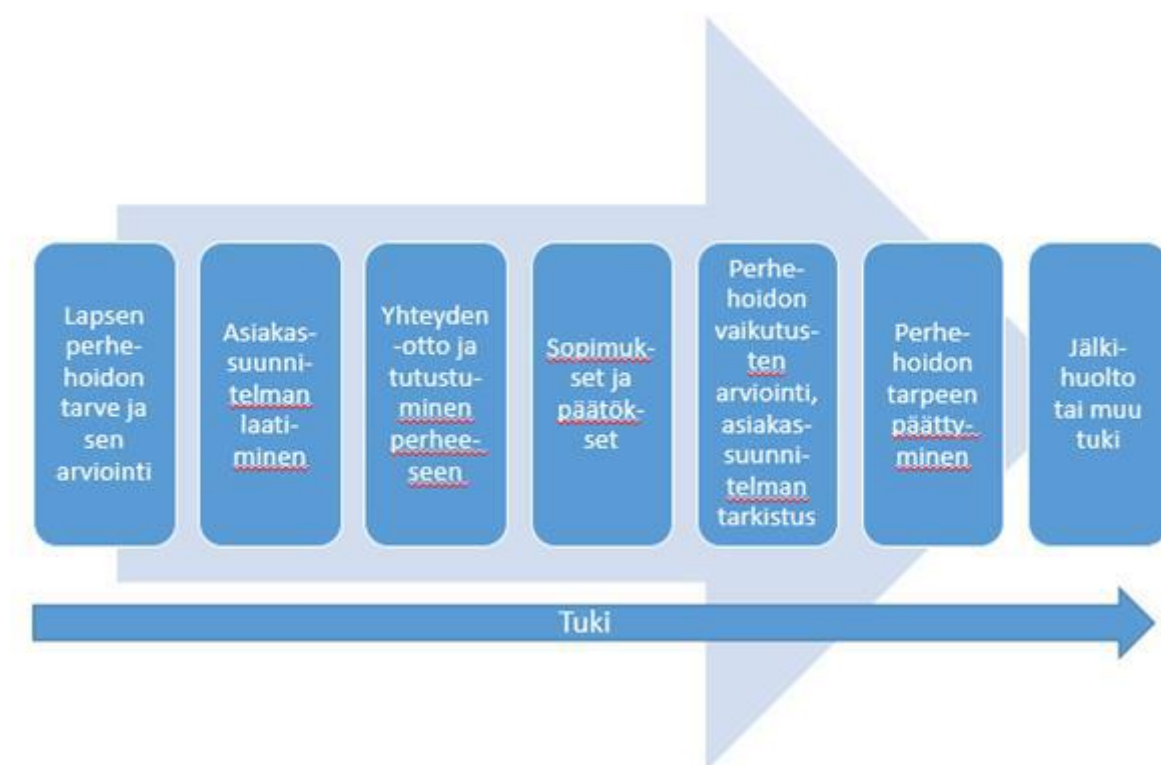 Lapsen
perhe-
hoidon
tarve ja
sen
arviointi
Asiakas-
suunni-
telman
laati-
minen
Yhteyden
-otto ja
tutustu-
minen
perhee-
seen
Sopimuk-
set ja
päätök-
set
Perhe-
hoidon
vaikutus-
ten
arviointi,
asiakas-
suunni-
telman
tarkistus
Perhe-
hoidon
tarpeen
päätty-
minen
Jälki-
huolto
tai muu
tuki
Tuki